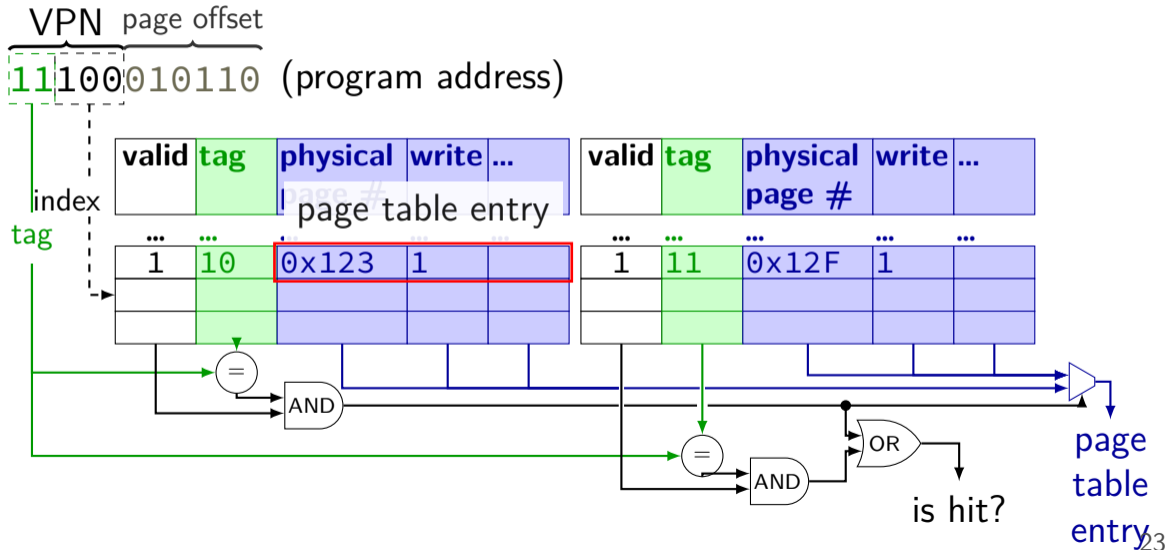 VPN page offset
11100010110 (program address)
valid tag physical page # write ... valid tag physical page # write ...
page table entry
index
tag
... ... ... ... ... ... ... ... ... ...
1 10 0x123 1 1 11 0x12F 1
=
AND
=
AND
OR
is hit?
page
table
entry
23